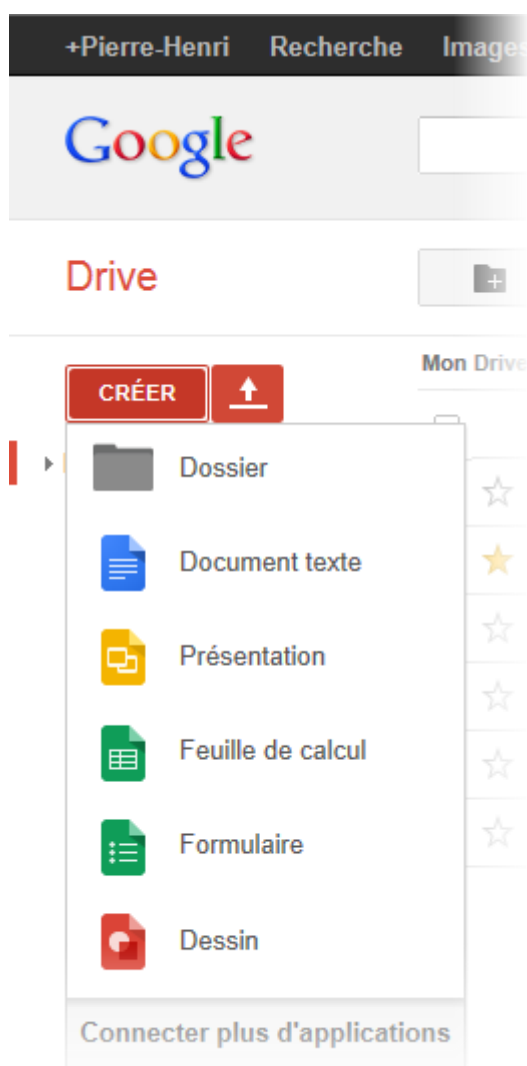 +Pierre-Henri Recherche Images
Google
Drive
Mon Drive
CRÉER
Dossier
Document texte
Présentation
Feuille de calcul
Formulaire
Dessin
Connecter plus d'applications